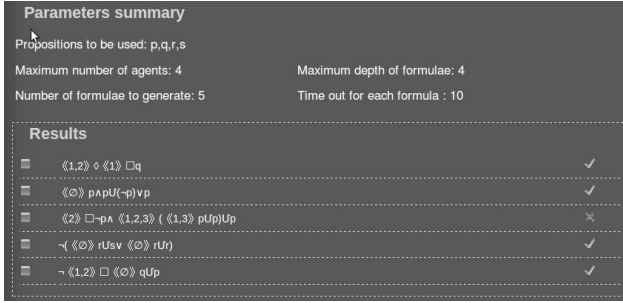 Parameters summary
Propositions to be used: p,q,r,s
Maximum number of agents: 4
Maximum depth of formulae: 4
Number of formulae to generate: 5
Time out for each formula : 10
Results
⟪1,2⟫ ◊ ⟪1⟫ □q
⟪∅⟫ p∧pU(¬p)∨p
⟪2⟫ □¬p∧ ⟪1,2,3⟫ ( ⟪1,3⟫ pUp)Up
¬( ⟪∅⟫ rUs∨ ⟪∅⟫ rUr)
¬ ⟪1,2⟫ □ ⟪∅⟫ qUp